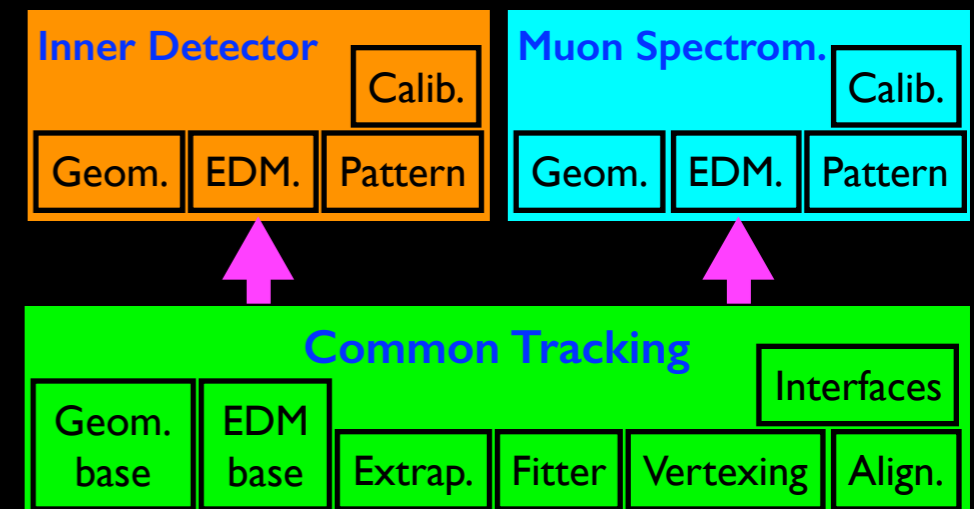 Inner Detector
Calib.
Geom.
EDM.
Pattern
Muon Spectrom.
Calib.
Geom.
EDM.
Pattern
Common Tracking
Interfaces
Geom.
base
EDM
base
Extrap.
Fitter
Vertexing
Align.